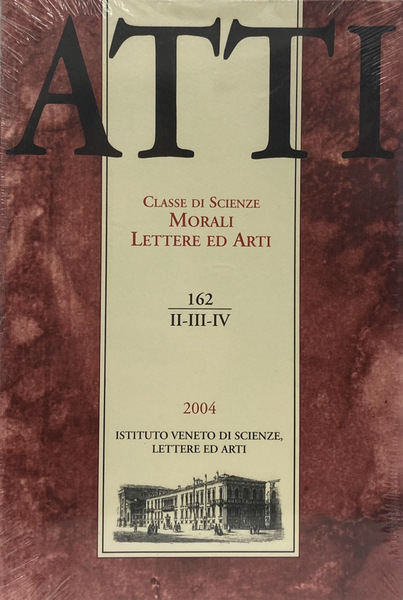 ATTI
CLASSE DI SCIENZE
MORALI
LETTERE ED ARTI
162
II-III-IV
2004
ISTITUTO VENETO DI SCIENZE,
LETTERE ED ARTI